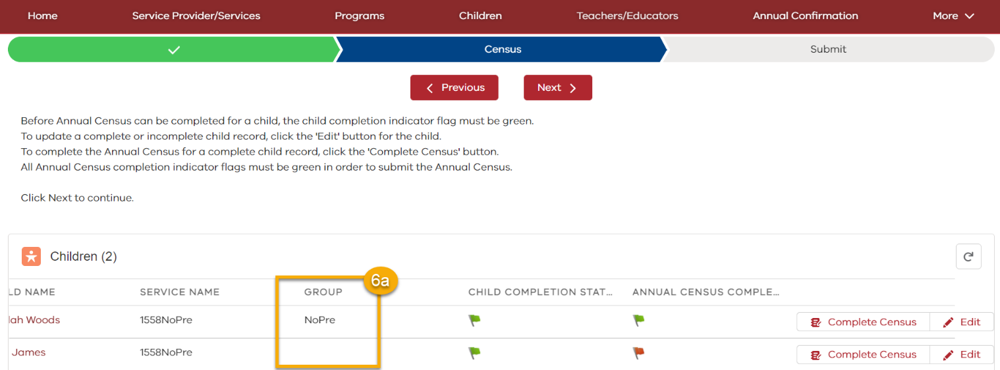 Home Service Provider/Services Programs Children Teachers/Educators Annual Confirmation More
Census Submit
Previous Next
Before Annual Census can be completed for a child, the child completion indicator flag must be green.
To update a complete or incomplete child record, click the 'Edit' button for the child.
To complete the Annual Census for a complete child record, click the 'Complete Census' button.
All Annual Census completion indicator flags must be green in order to submit the Annual Census.
Click Next to continue.
Children (2)
6a
LD NAME SERVICE NAME GROUP CHILD COMPLETION STAT... ANNUAL CENSUS COMPLE...
lah Woods 1558NoPre NoPre Complete Census Edit
James 1558NoPre Complete Census Edit